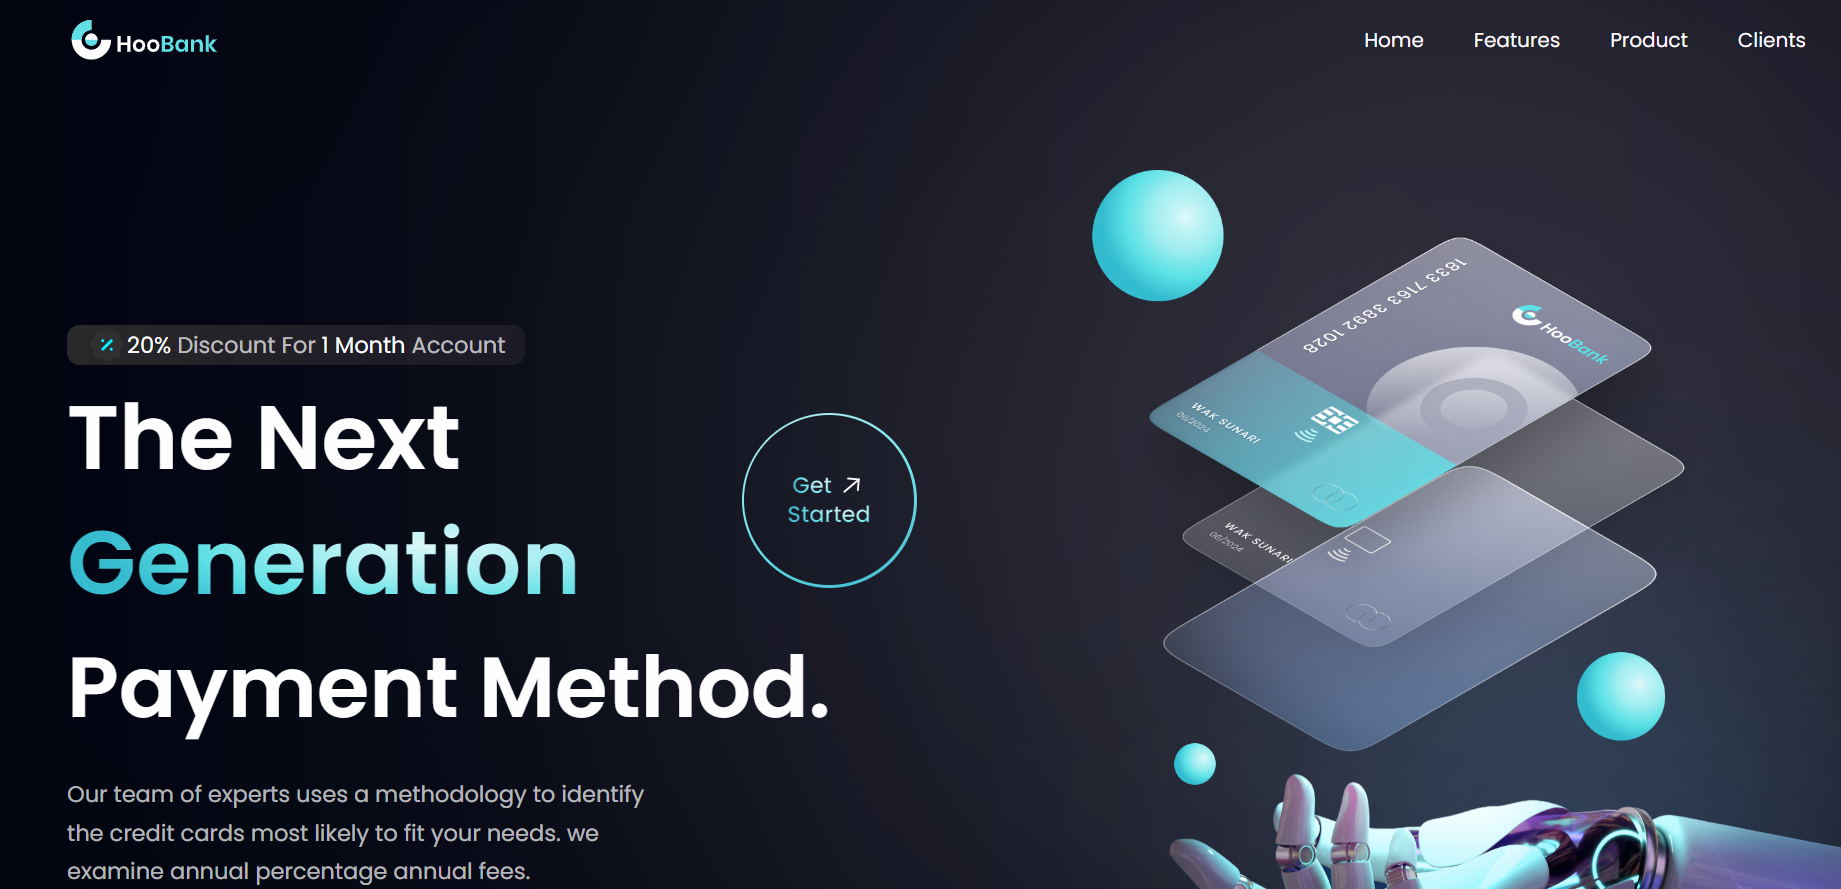 HooBank
Home Features Product Clients
20% Discount For 1 Month Account
The Next
Generation
Payment Method.
Get
Started
Our team of experts uses a methodology to identify
the credit cards most likely to fit your needs. we
examine annual percentage annual fees.
1833 7163 3892 1028
HooBank
WAK SUNARI
06/2024
WAK SUNARI
06/2024